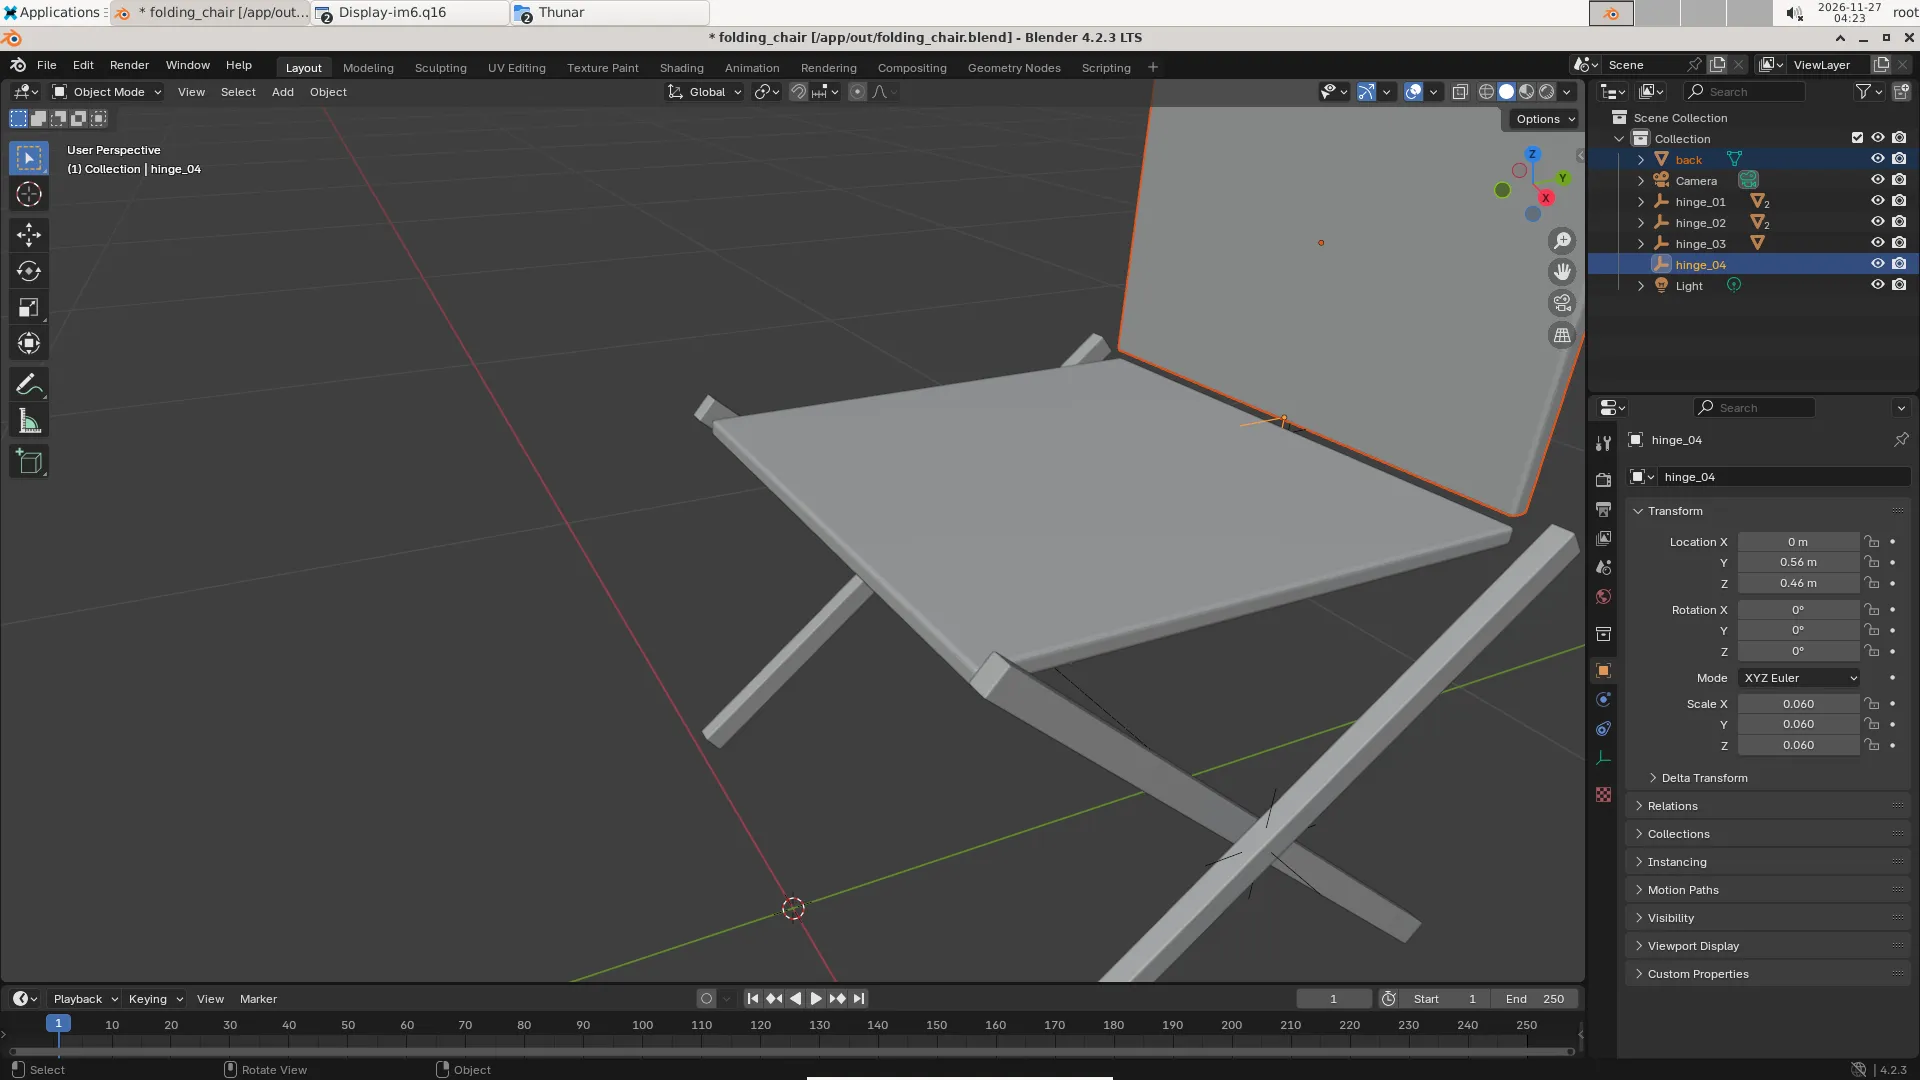 Applications
* folding_chair [/app/out...
Display-im6.q16
Thunar
2026-11-27
04:23
root
* folding_chair [/app/out/folding_chair.blend] - Blender 4.2.3 LTS
File Edit Render Window Help
Layout Modeling Sculpting UV Editing Texture Paint Shading Animation Rendering Compositing Geometry Nodes Scripting +
Scene
ViewLayer
Object Mode View Select Add Object
Global
Search
Options
User Perspective
(1) Collection | hinge_04
Z
Y
X
Scene Collection
Collection
back
Camera
hinge_01 2
hinge_02 2
hinge_03
hinge_04
Light
Search
hinge_04
hinge_04
Transform
Location X 0 m
Y 0.56 m
Z 0.46 m
Rotation X 0°
Y 0°
Z 0°
Mode XYZ Euler
Scale X 0.060
Y 0.060
Z 0.060
Delta Transform
Relations
Collections
Instancing
Motion Paths
Visibility
Viewport Display
Custom Properties
Playback Keying View Marker
1
Start 1
End 250
1 10 20 30 40 50 60 70 80 90 100 110 120 130 140 150 160 170 180 190 200 210 220 230 240 250
Select
Rotate View
Object
4.2.3